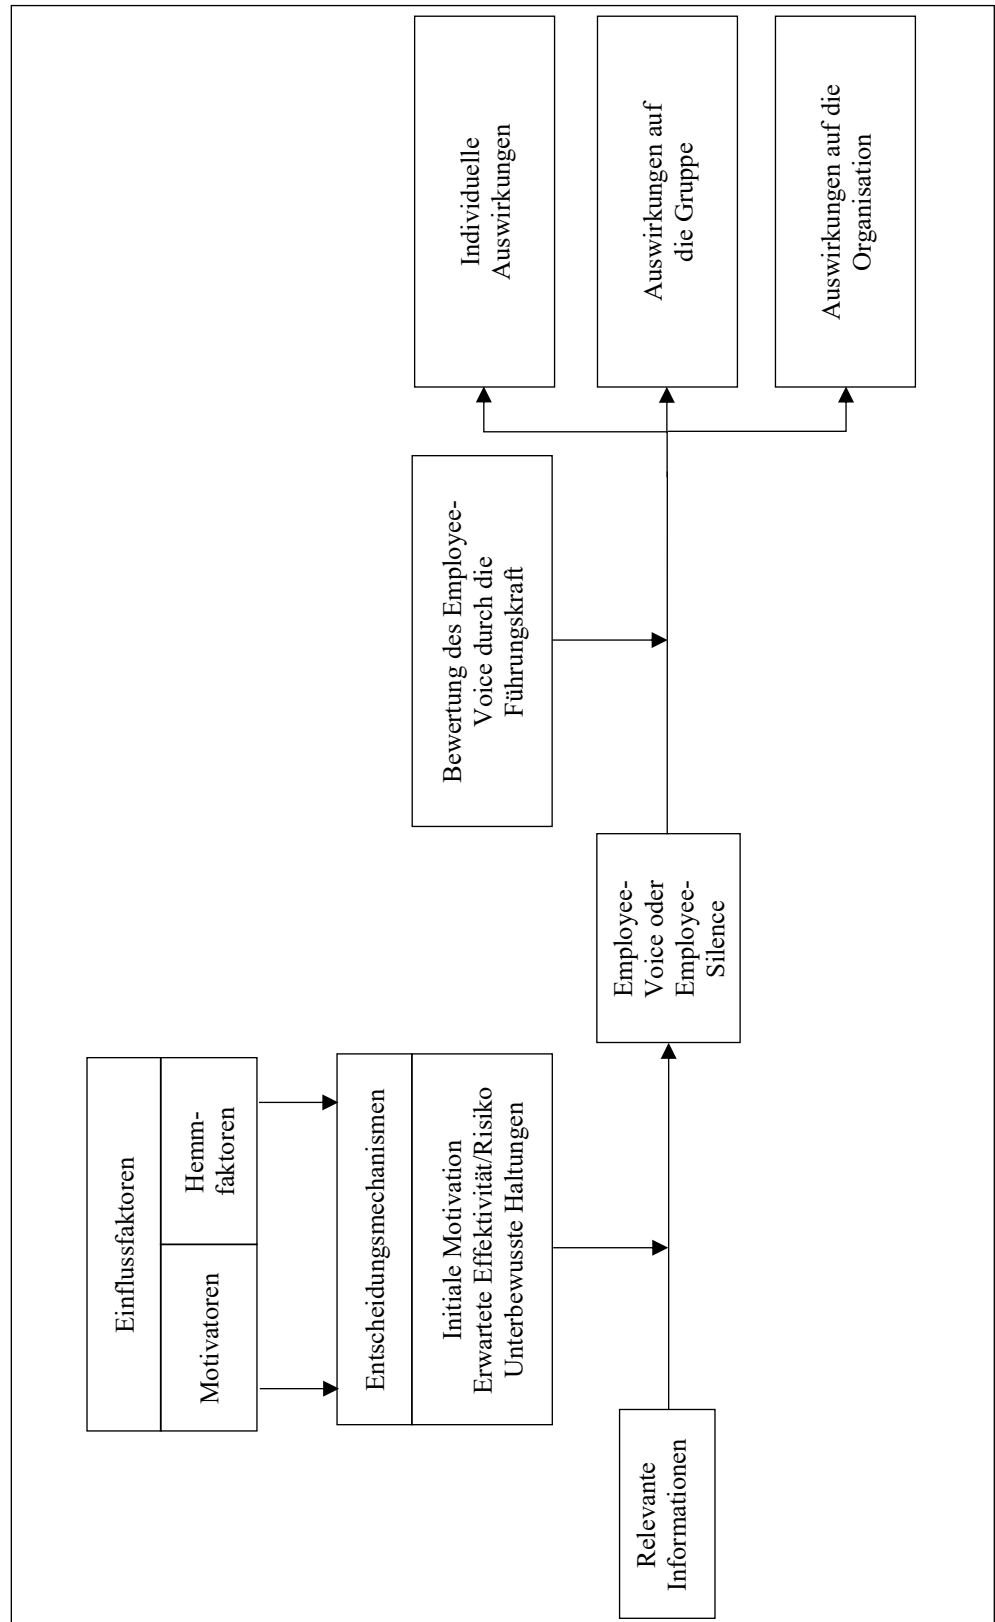 Einflussfaktoren
Motivatoren
Hemm-
faktoren
Entscheidungsmechanismen
Initiale Motivation
Erwartete Effektivität/Risiko
Unterbewusste Haltungen
Relevante
Informationen
Employee-
Voice oder
Employee-
Silence
Bewertung des Employee-
Voice durch die
Führungskraft
Individuelle
Auswirkungen
Auswirkungen auf
die Gruppe
Auswirkungen auf die
Organisation